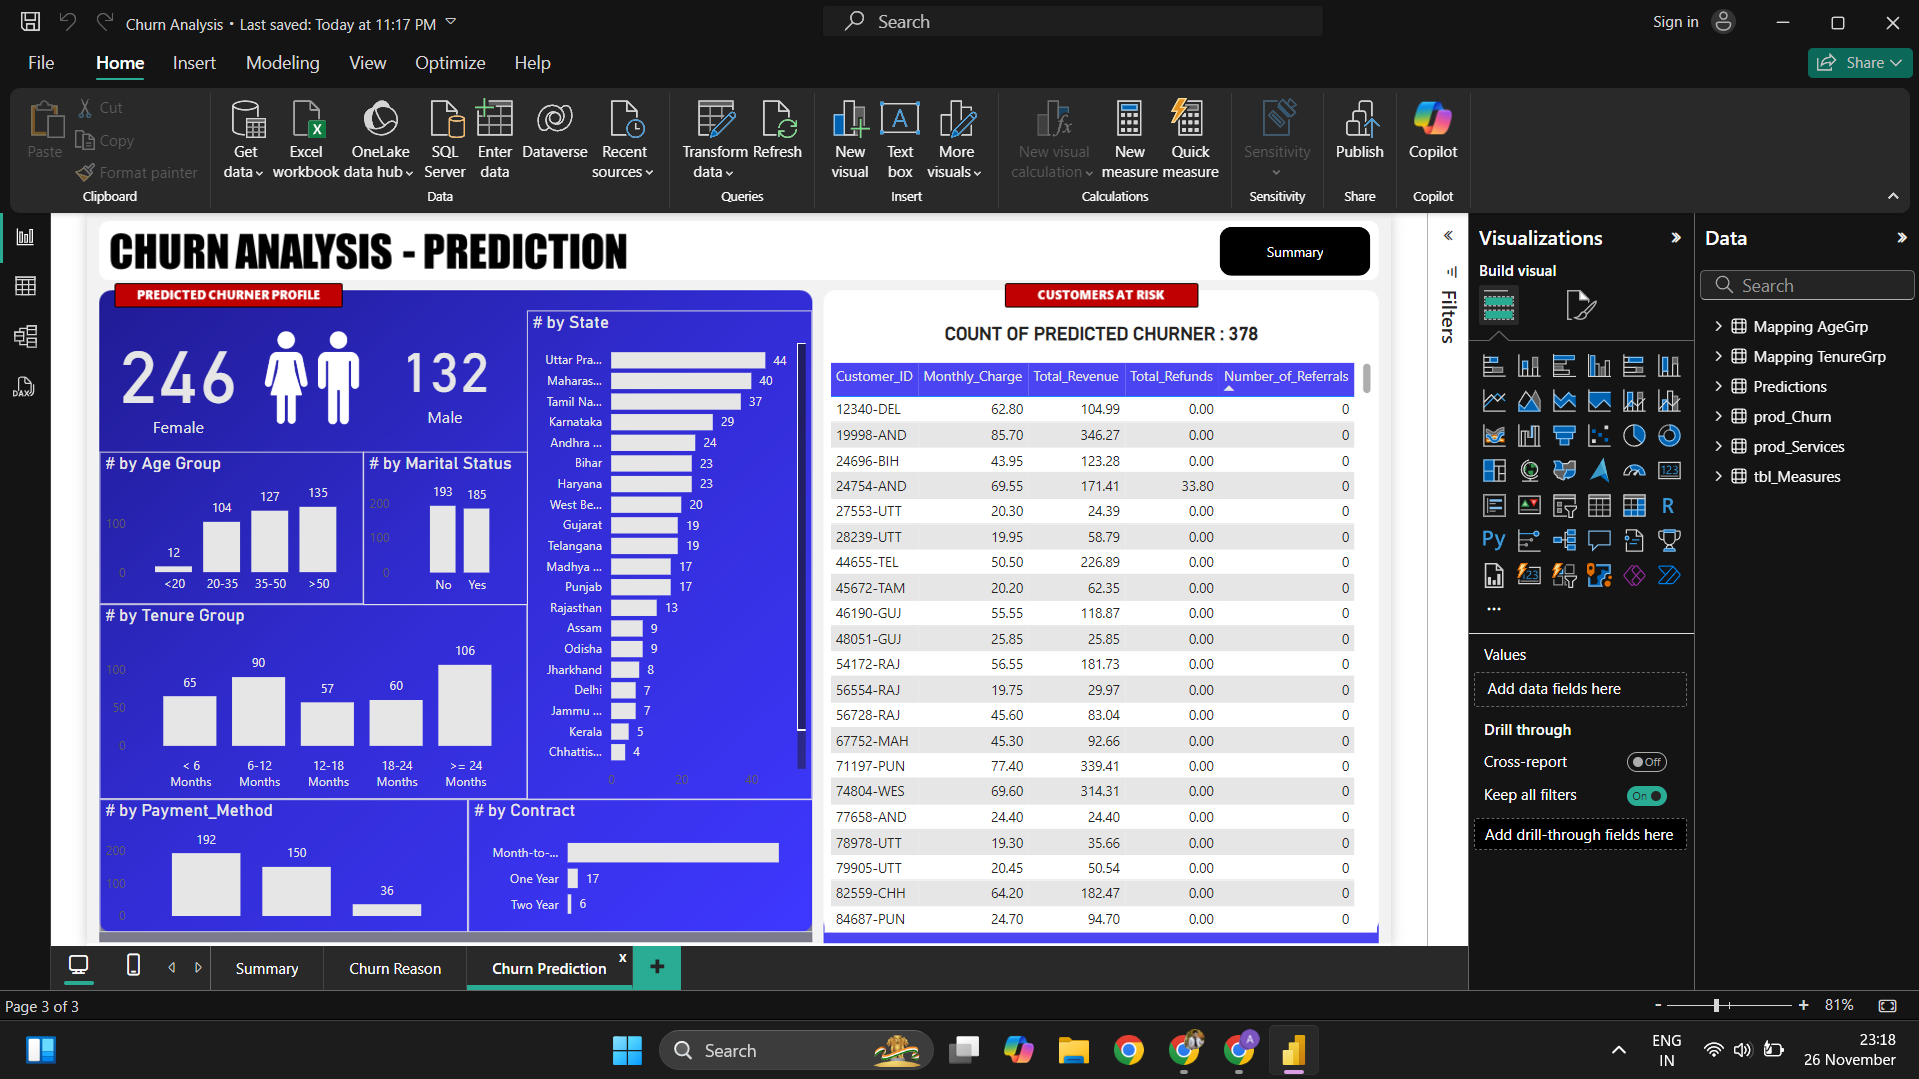 Churn Analysis • Last saved: Today at 11:17 PM
Search
Sign in
File
Home
Insert
Modeling
View
Optimize
Help
Share
Paste
Cut
Copy
Format painter
Clipboard
Get data
Excel workbook
OneLake data hub
SQL Server
Enter data
Dataverse
Recent sources
Data
Transform data
Refresh
Queries
New visual
Text box
More visuals
Insert
New visual calculation
New measure
Quick measure
Calculations
Sensitivity
Sensitivity
Publish
Share
Copilot
Copilot
CHURN ANALYSIS - PREDICTION
Summary
PREDICTED CHURNER PROFILE
246
Female
132
Male
# by Age Group
100
0
12
104
127
135
<20
20-35
35-50
>50
# by Marital Status
200
100
0
193
185
No
Yes
# by Tenure Group
100
50
0
65
90
57
60
106
< 6 Months
6-12 Months
12-18 Months
18-24 Months
>= 24 Months
# by Payment_Method
200
100
0
192
150
36
# by Contract
Month-to-...
One Year 17
Two Year 6
# by State
Uttar Pra... 44
Maharas... 40
Tamil Na... 37
Karnataka 29
Andhra ... 24
Bihar 23
Haryana 23
West Be... 20
Gujarat 19
Telangana 19
Madhya ... 17
Punjab 17
Rajasthan 13
Assam 9
Odisha 9
Jharkhand 8
Delhi 7
Jammu ... 7
Kerala 5
Chhattis... 4
0 20 40
CUSTOMERS AT RISK
COUNT OF PREDICTED CHURNER : 378
Customer_ID Monthly_Charge Total_Revenue Total_Refunds Number_of_Referrals
12340-DEL 62.80 104.99 0.00 0
19998-AND 85.70 346.27 0.00 0
24696-BIH 43.95 123.28 0.00 0
24754-AND 69.55 171.41 33.80 0
27553-UTT 20.30 24.39 0.00 0
28239-UTT 19.95 58.79 0.00 0
44655-TEL 50.50 226.89 0.00 0
45672-TAM 20.20 62.35 0.00 0
46190-GUJ 55.55 118.87 0.00 0
48051-GUJ 25.85 25.85 0.00 0
54172-RAJ 56.55 181.73 0.00 0
56554-RAJ 19.75 29.97 0.00 0
56728-RAJ 45.60 83.04 0.00 0
67752-MAH 45.30 92.66 0.00 0
71197-PUN 77.40 339.41 0.00 0
74804-WES 69.60 314.31 0.00 0
77658-AND 24.40 24.40 0.00 0
78978-UTT 19.30 35.66 0.00 0
79905-UTT 20.45 50.54 0.00 0
82559-CHH 64.20 182.47 0.00 0
84687-PUN 24.70 94.70 0.00 0
Filters
Visualizations
Build visual
123
R
Py
123
...
Values
Add data fields here
Drill through
Cross-report
Off
Keep all filters
On
Add drill-through fields here
Data
Search
Mapping AgeGrp
Mapping TenureGrp
Predictions
prod_Churn
prod_Services
tbl_Measures
DAX
Summary
Churn Reason
Churn Prediction
x
+
Page 3 of 3
- + 81%
Search
A
ENG
IN
23:18
26 November